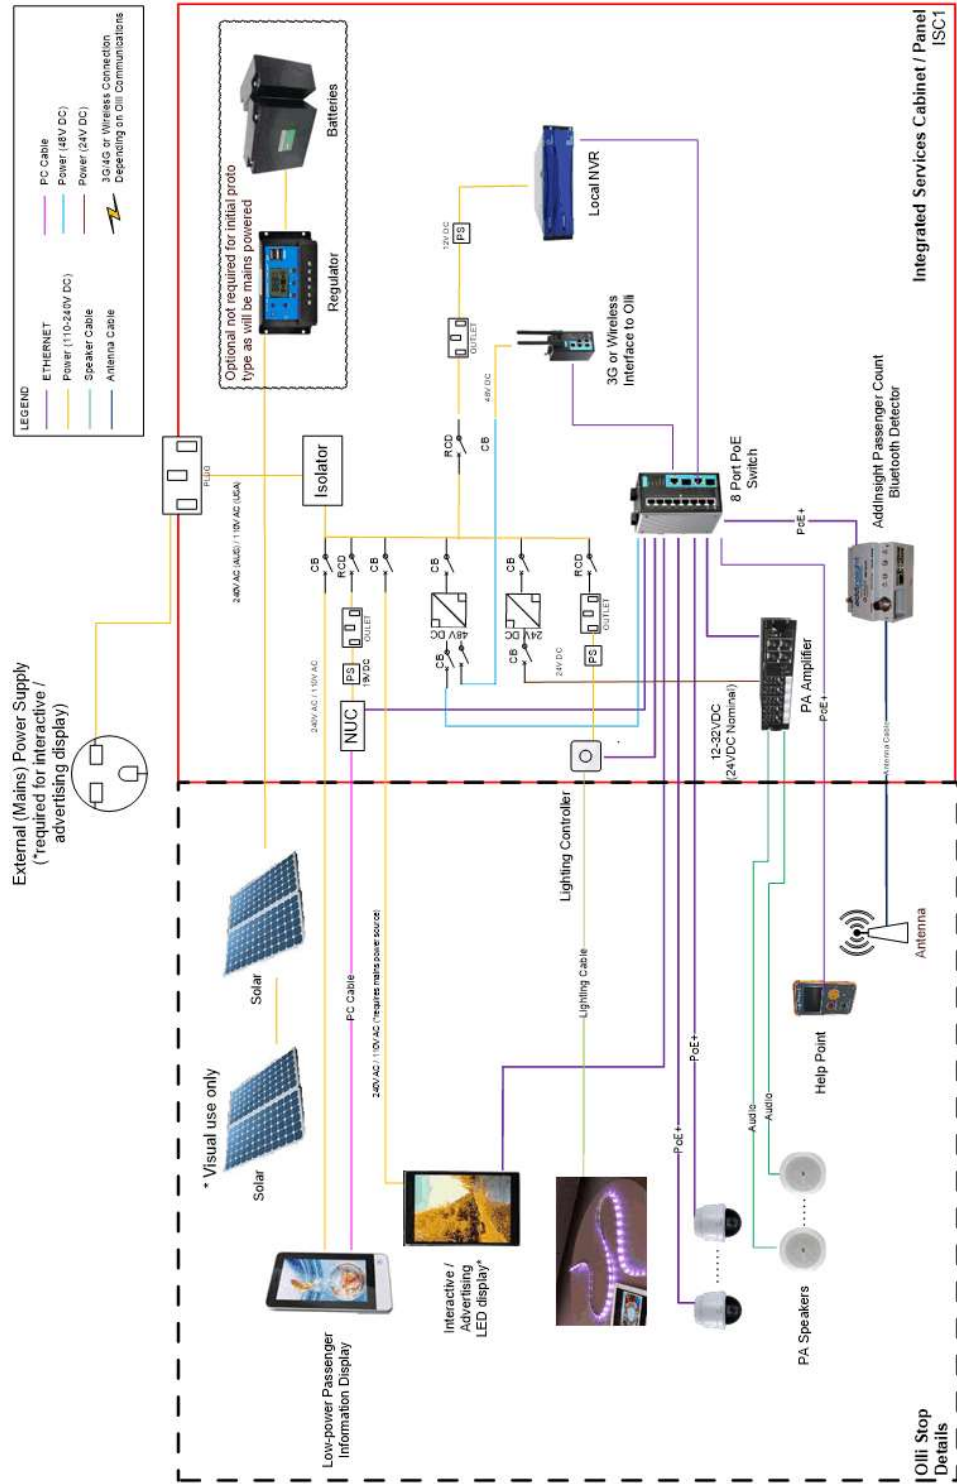 External (Mains) Power Supply
(*required for interactive /
advertising display)
LEGEND
ETHERNET
Power (110-240V DC)
Speaker Cable
Antenna Cable
PC Cable
Power (48V DC)
Power (24V DC)
3G/4G or Wireless Connection
Depending on Olli Communications
Integrated Services Cabinet / Panel
ISC1
PLUG
240V AC (AUS) / 110V AC (USA)
Isolator
Optional not required for initial proto
type as will be mains powered
Regulator
Batteries
* Visual use only
Solar
Solar
CB
RCD
CB
CB
CB
RCD
RCD
CB
OULET
PS
19V DC
NUC
240V AC / 110V AC
48V DC
CB
24V DC
CB
24V DC
OUTLET
PS
OUTLET
12V DC
PS
48V DC
Local NVR
3G or Wireless
Interface to Olli
8 Port PoE
Switch
PoE+
AddInsight Passenger Count
Bluetooth Detector
12-32VDC
(24VDC Nominal)
PA Amplifier
PoE+
Antenna Cable
Lighting Controller
Lighting Cable
PC Cable
240V AC / 110V AC (*requires mains power source)
Low-power Passenger
Information Display
Interactive /
Advertising
LED display*
PoE+
PoE+
Audio
Audio
PA Speakers
Help Point
Antenna
Olli Stop
Details